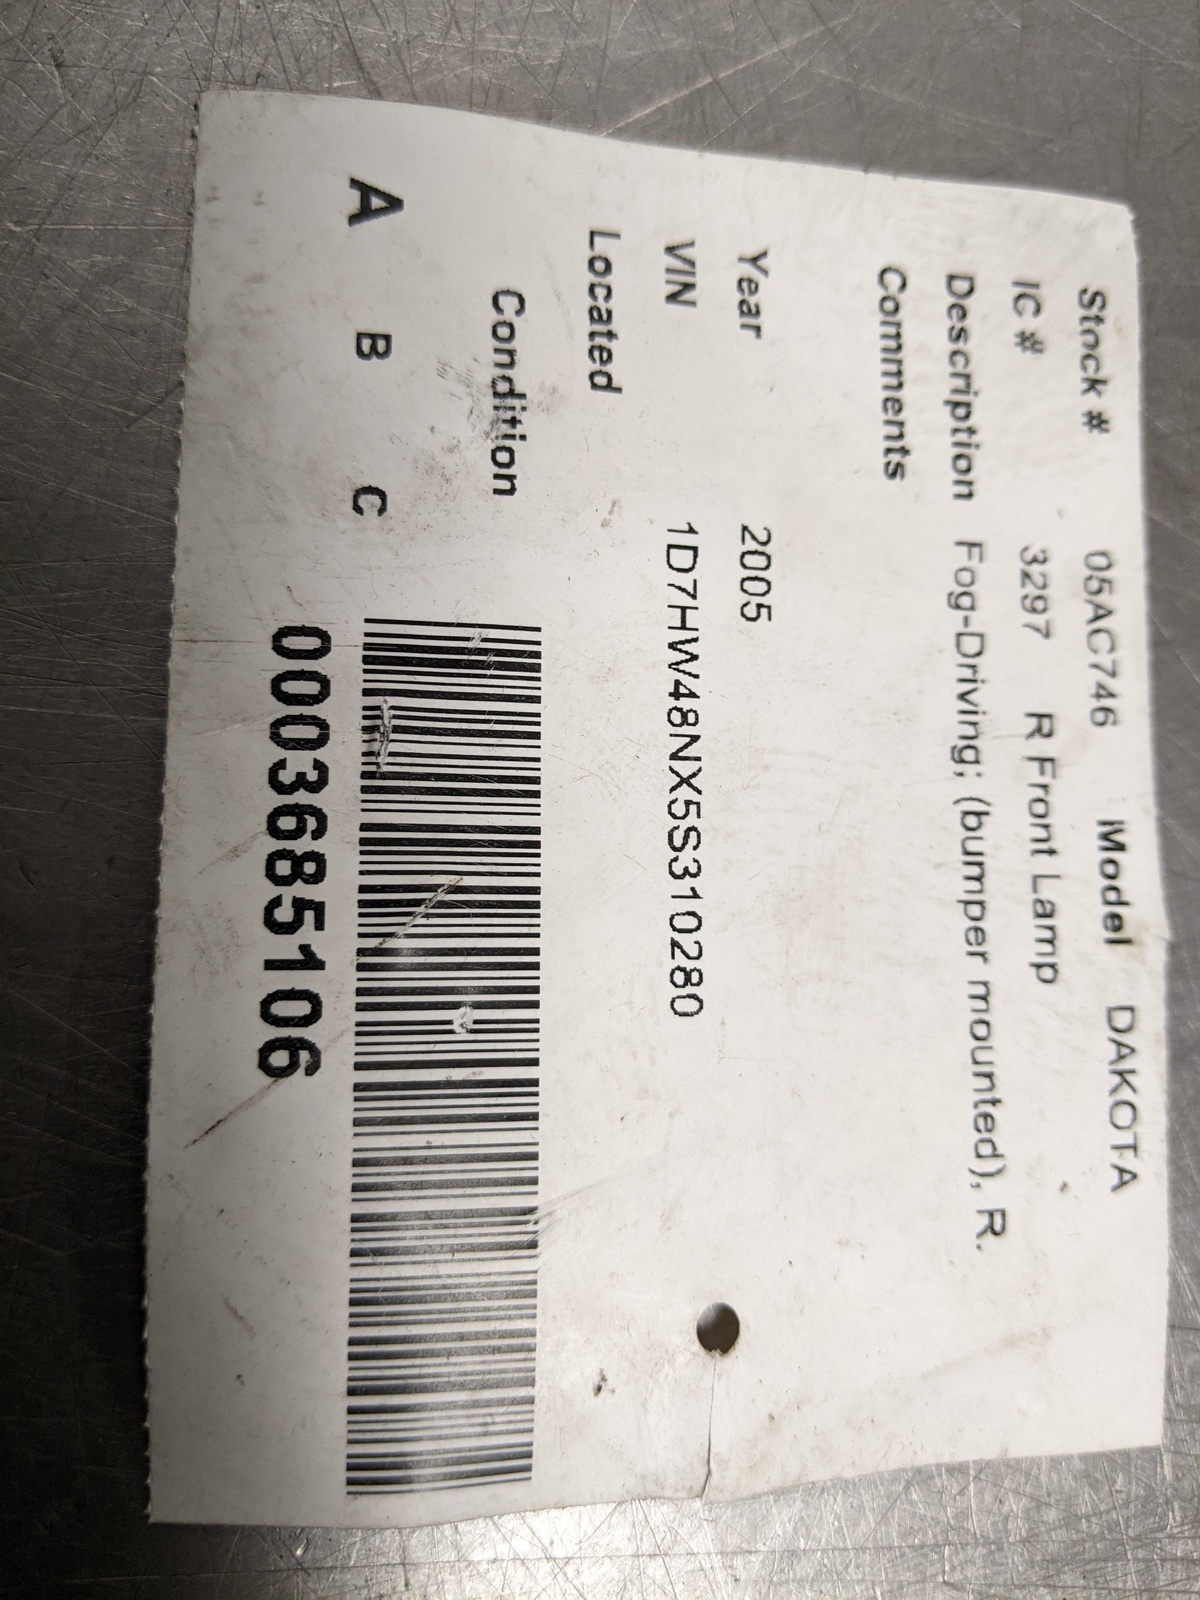 Stock # 05AC746 Model DAKOTA
IC # 3297 R Front Lamp
Description Fog-Driving; (bumper mounted), R.
Comments
Year 2005
VIN 1D7HW48NX5S310280
Located
Condition
A B C
0003685106